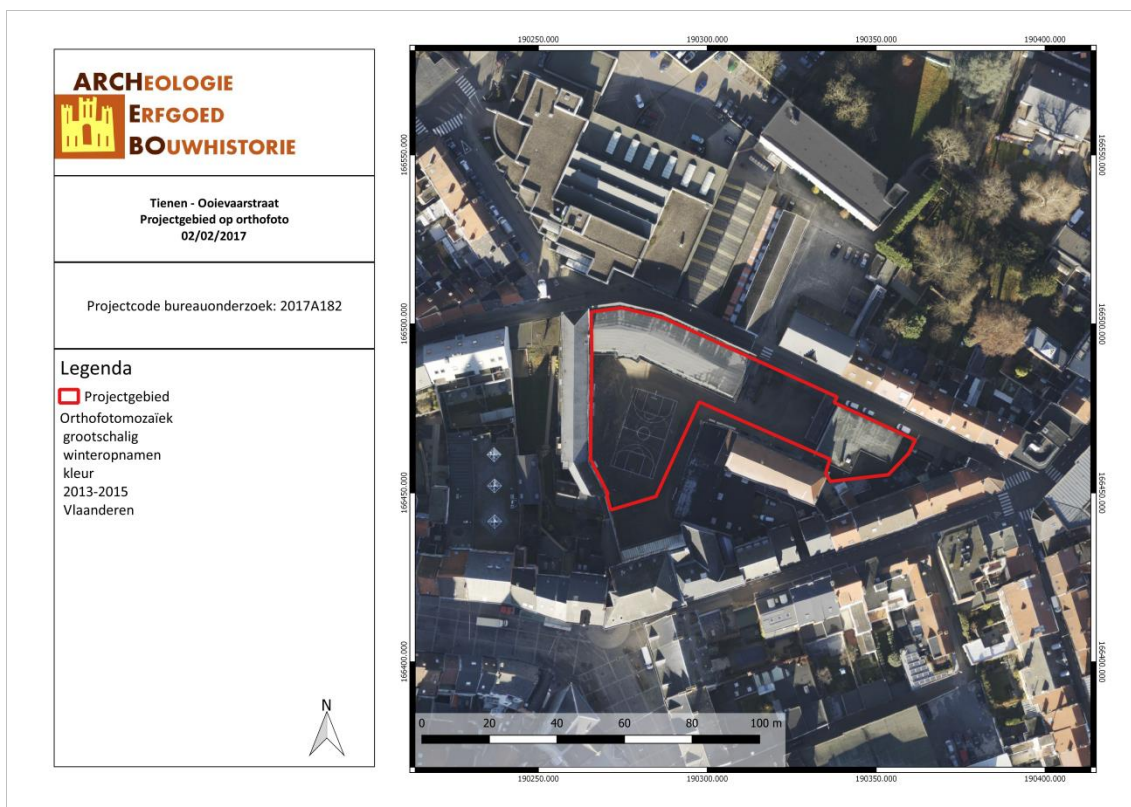 ARCHEOLOGIE
ERFGOED
BOUWHISTORIE
Tienen - Ooievaarstraat
Projectgebied op orthofoto
02/02/2017
Projectcode bureauonderzoek: 2017A182
Legenda
Projectgebied
Orthofotomozaïek
grootschalig
winteropnamen
kleur
2013-2015
Vlaanderen
N
190250.000 190300.000 190350.000 190400.000
166550.000 166550.000
166500.000 166500.000
166450.000 166450.000
166400.000 166400.000
0 20 40 60 80 100 m
190250.000 190300.000 190350.000 190400.000